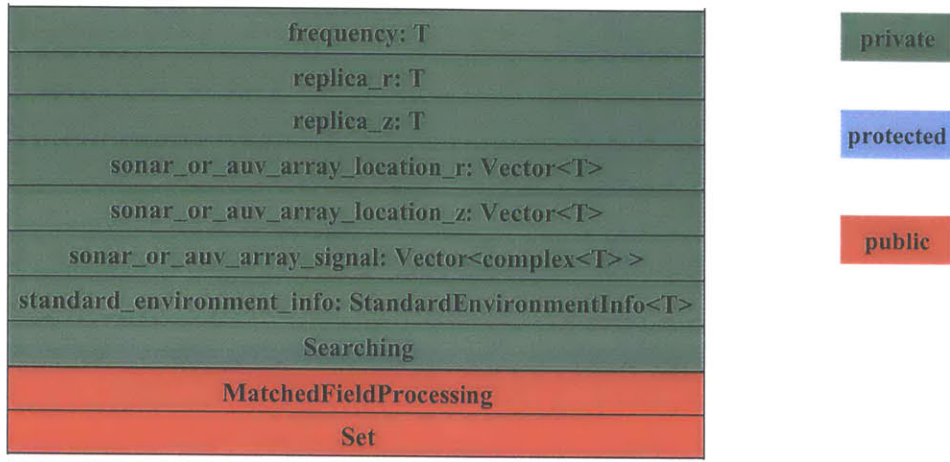 frequency: T
replica_r: T
replica_z: T
sonar_or_auv_array_location_r: Vector<T>
sonar_or_auv_array_location_z: Vector<T>
sonar_or_auv_array_signal: Vector<complex<T> >
standard_environment_info: StandardEnvironmentInfo<T>
Searching
MatchedFieldProcessing
Set
private
protected
public